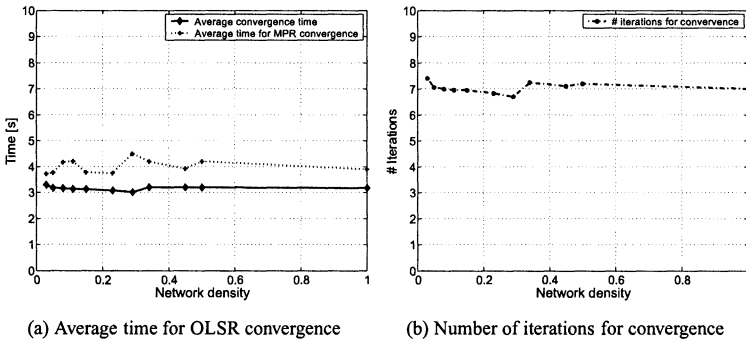 Average convergence time
Average time for MPR convergence
10
9
8
7
6
5
4
3
2
1
0
Time [s]
0 0.2 0.4 0.6 0.8 1
Network density
(a) Average time for OLSR convergence
# iterations for convervence
10
9
8
7
6
5
4
3
2
1
0
# Iterations
0 0.2 0.4 0.6 0.8
Network density
(b) Number of iterations for convergence